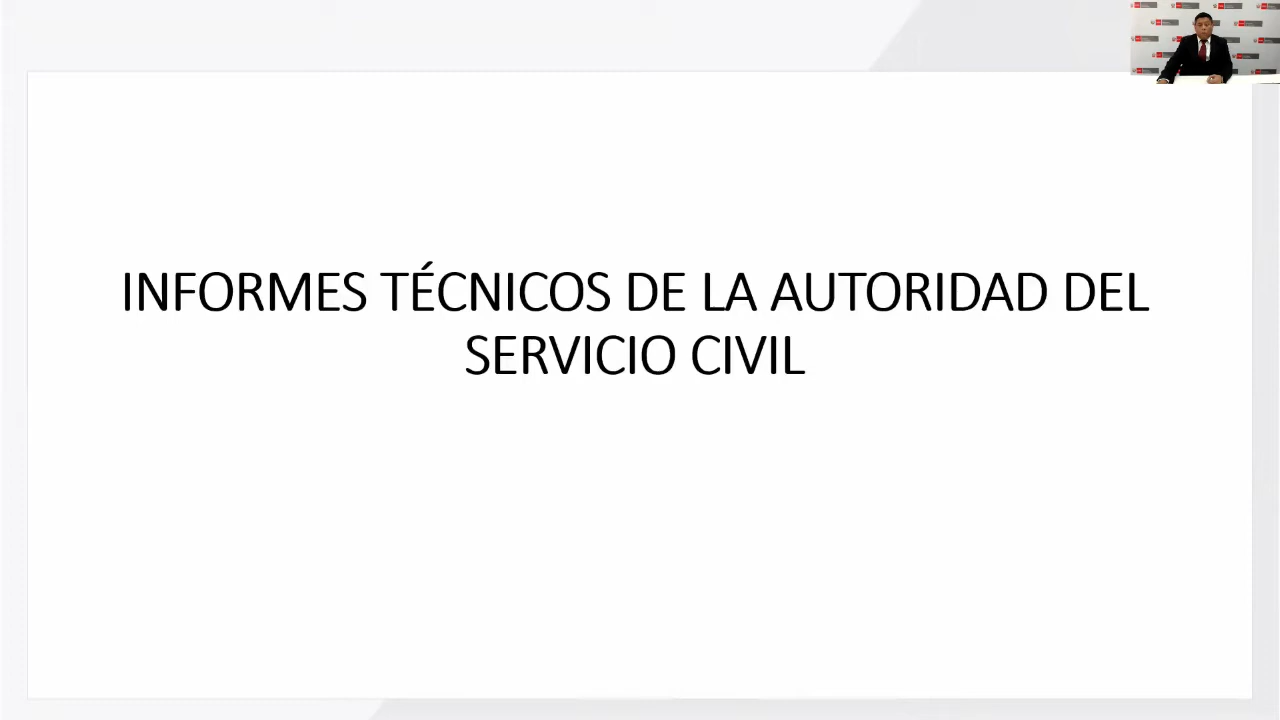 INFORMES TÉCNICOS DE LA AUTORIDAD DEL
SERVICIO CIVIL